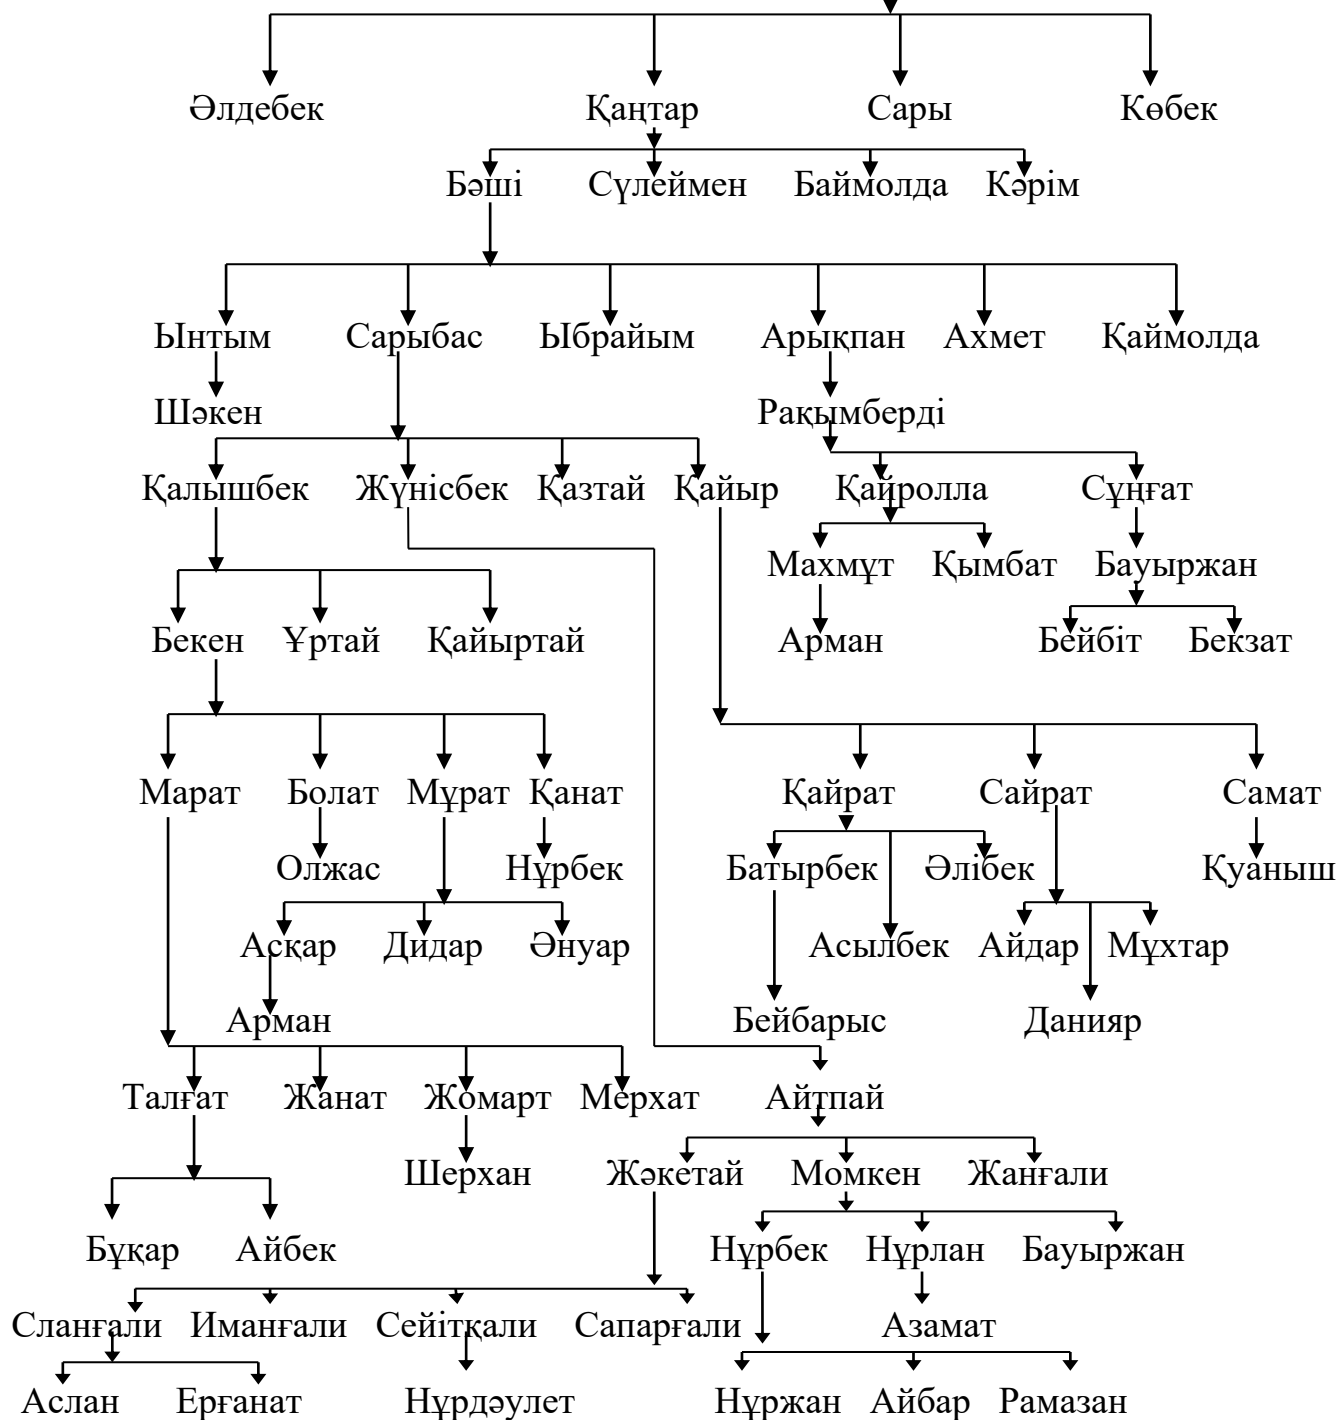 Әлдебек Қаңтар Сары Көбек
Бәші Сүлеймен Баймолда Кәрім
Ынтым Сарыбас Ыбрайым Арықпан Ахмет Қаймолда
Шәкен Рақымберді
Қалышбек Жүнісбек Қазтай Қайыр Қайролла Сұңғат
Махмұт Қымбат Бауыржан
Бекен Ұртай Қайыртай Арман Бейбіт Бекзат
Марат Болат Мұрат Қанат Қайрат Сайрат Самат
Олжас Нұрбек Батырбек Әлібек Қуаныш
Асқар Дидар Әнуар Асылбек Айдар Мұхтар
Арман Бейбарыс Данияр
Талғат Жанат Жомарт Мерхат Айтпай
Шерхан Жәкетай Момкен Жанғали
Бұқар Айбек Нұрбек Нұрлан Бауыржан
Сланғали Иманғали Сейітқали Сапарғали Азамат
Аслан Ерғанат Нұрдәулет Нұржан Айбар Рамазан